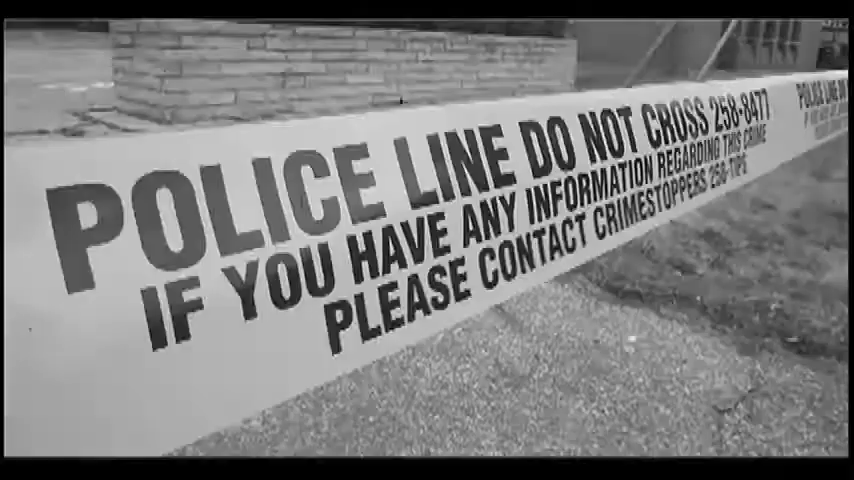 POLICE LINE DO NOT CROSS 258-8477
IF YOU HAVE ANY INFORMATION REGARDING THIS CRIME
PLEASE CONTACT CRIMESTOPPERS 258-TIPS
POLICE LINE